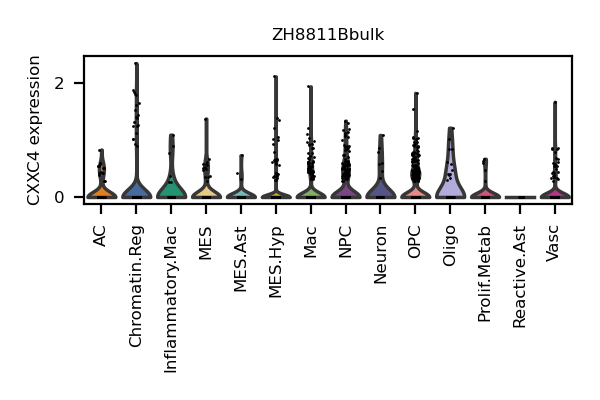 ZH8811Bbulk
CXXC4 expression
2
0
AC
Chromatin.Reg
Inflammatory.Mac
MES
MES.Ast
MES.Hyp
Mac
NPC
Neuron
OPC
Oligo
Prolif.Metab
Reactive.Ast
Vasc